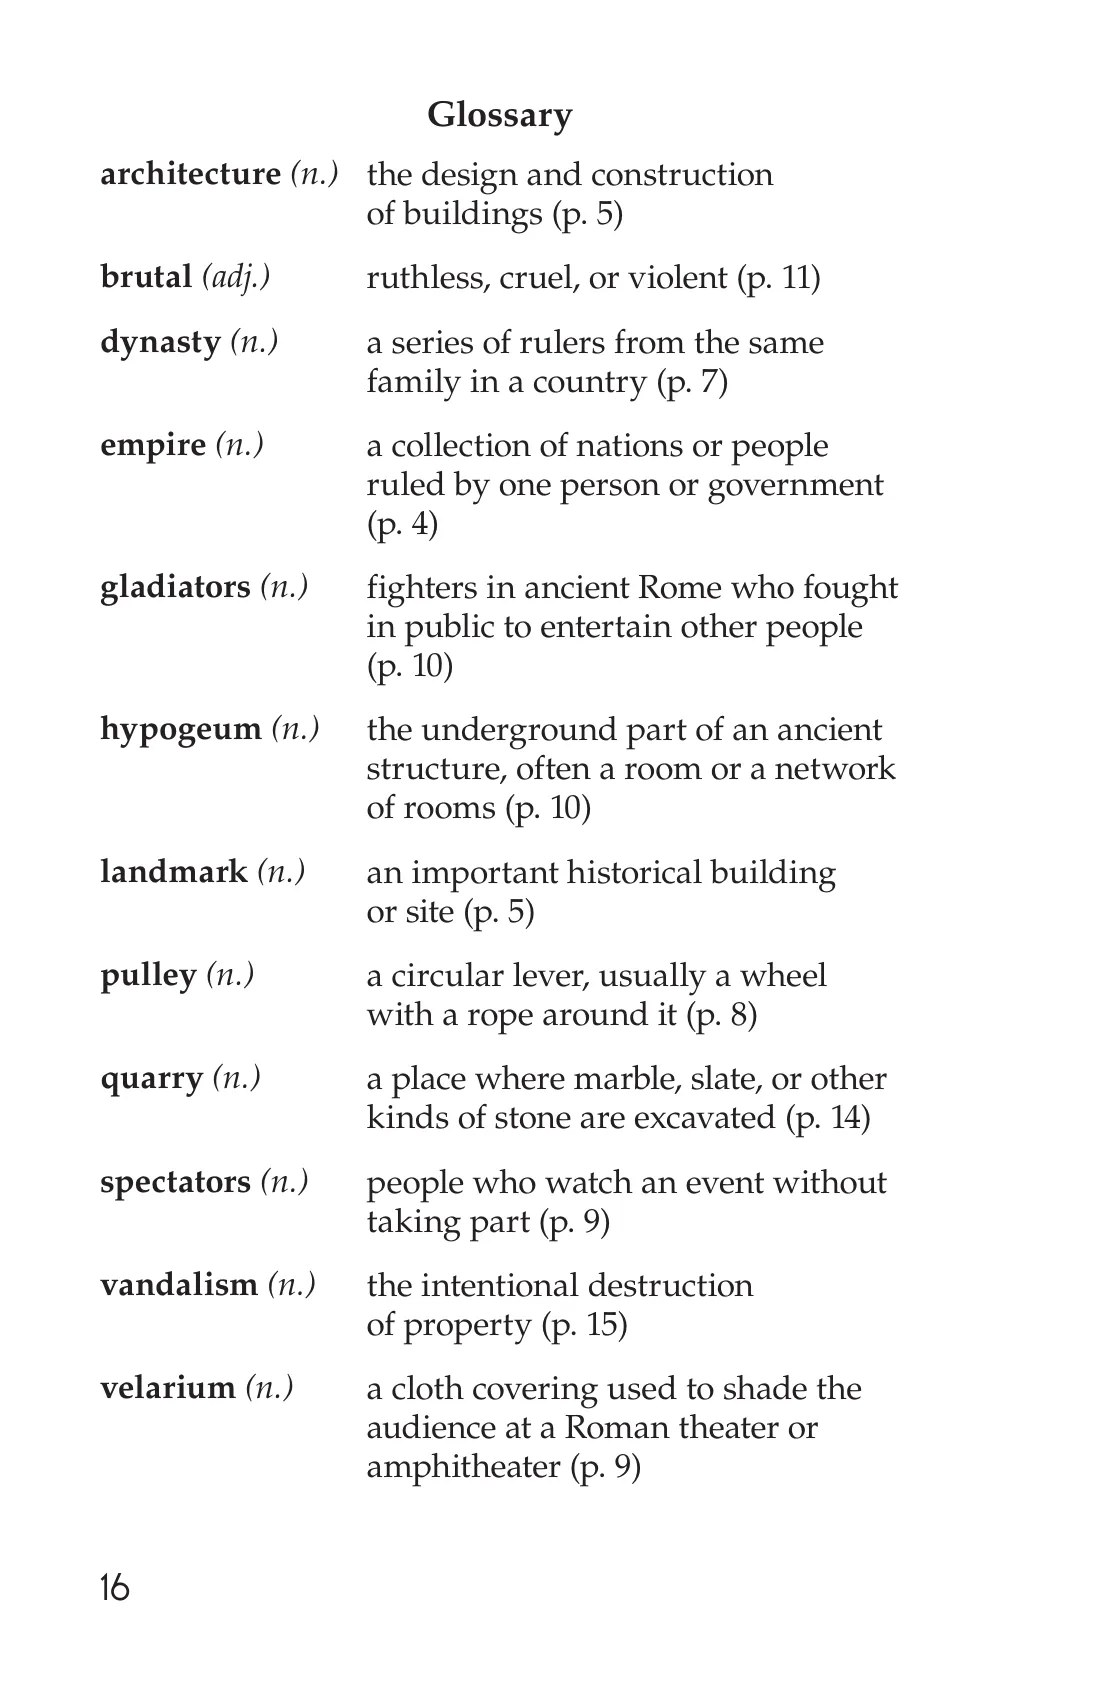 Glossary
architecture (n.) the design and construction
of buildings (p. 5)
brutal (adj.) ruthless, cruel, or violent (p. 11)
dynasty (n.) a series of rulers from the same
family in a country (p. 7)
empire (n.) a collection of nations or people
ruled by one person or government
(p. 4)
gladiators (n.) fighters in ancient Rome who fought
in public to entertain other people
(p. 10)
hypogeum (n.) the underground part of an ancient
structure, often a room or a network
of rooms (p. 10)
landmark (n.) an important historical building
or site (p. 5)
pulley (n.) a circular lever, usually a wheel
with a rope around it (p. 8)
quarry (n.) a place where marble, slate, or other
kinds of stone are excavated (p. 14)
spectators (n.) people who watch an event without
taking part (p. 9)
vandalism (n.) the intentional destruction
of property (p. 15)
velarium (n.) a cloth covering used to shade the
audience at a Roman theater or
amphitheater (p. 9)
16